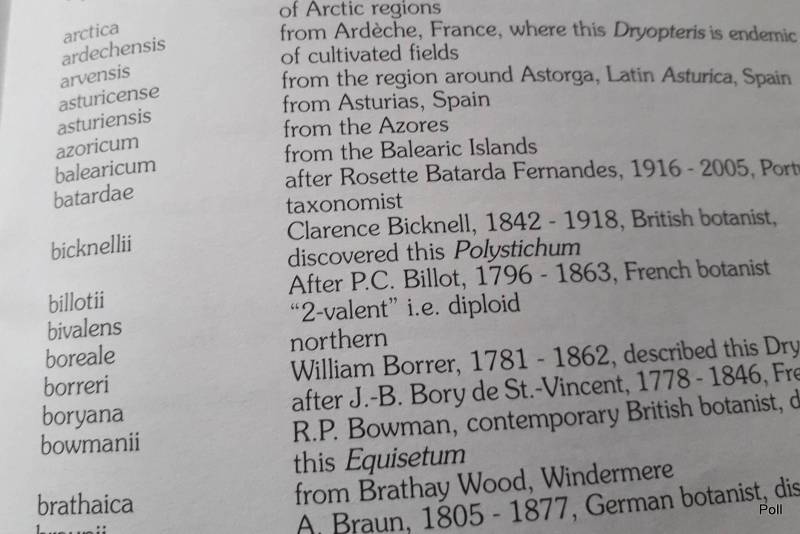 arctica of Arctic regions
ardechensis from Ardèche, France, where this Dryopteris is endemic
arvensis of cultivated fields
asturicense from the region around Astorga, Latin Asturica, Spain
asturiensis from Asturias, Spain
azoricum from the Azores
balearicum from the Balearic Islands
batardae after Rosette Batarda Fernandes, 1916 - 2005, Port
taxonomist
bicknellii Clarence Bicknell, 1842 - 1918, British botanist,
discovered this Polystichum
billotii After P.C. Billot, 1796 - 1863, French botanist
bivalens "2-valent" i.e. diploid
boreale northern
borreri William Borrer, 1781 - 1862, described this Dry
boryana after J.-B. Bory de St.-Vincent, 1778 - 1846, Fre
bowmanii R.P. Bowman, contemporary British botanist, d
this Equisetum
brathaica from Brathay Wood, Windermere
A. Braun, 1805 - 1877, German botanist, dis
Poll